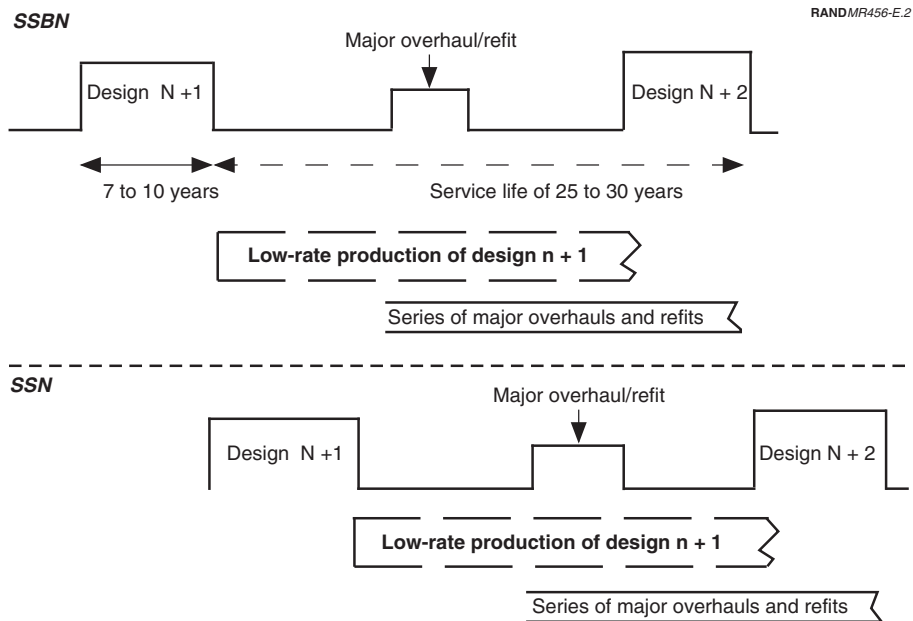 SSBN
RANDMR456-E.2
Major overhaul/refit
Design N +1
Design N + 2
7 to 10 years
Service life of 25 to 30 years
Low-rate production of design n + 1
Series of major overhauls and refits
SSN
Major overhaul/refit
Design N +1
Design N + 2
Low-rate production of design n + 1
Series of major overhauls and refits